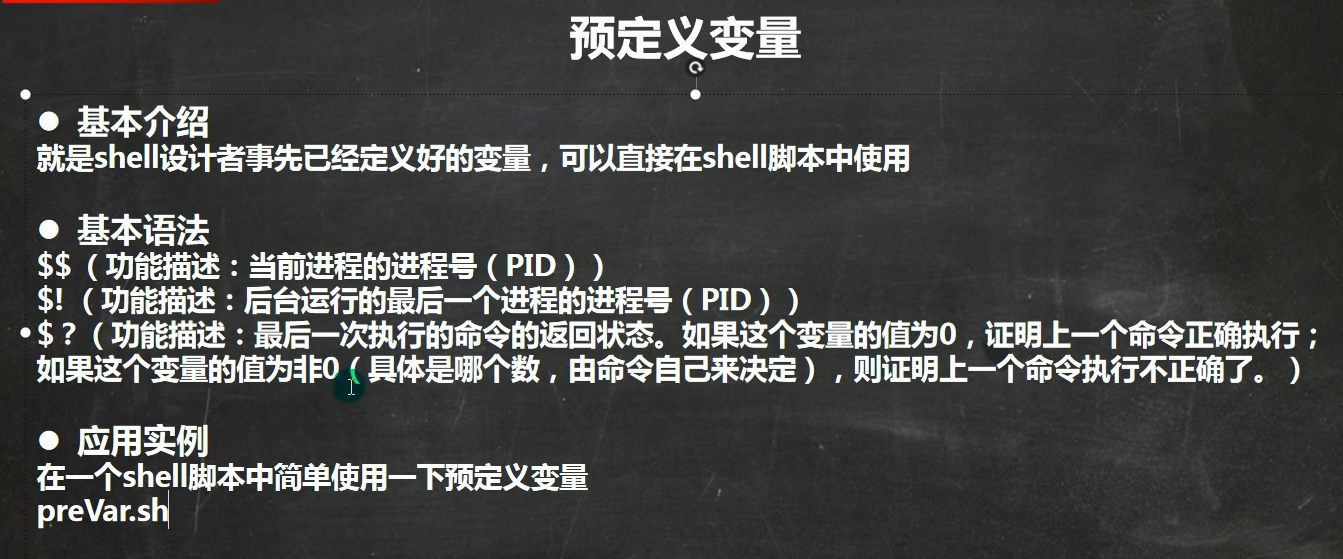 预定义变量
● 基本介绍
就是shell设计者事先已经定义好的变量，可以直接在shell脚本中使用
● 基本语法
$$（功能描述：当前进程的进程号（PID））
$!（功能描述：后台运行的最后一个进程的进程号（PID））
$？（功能描述：最后一次执行的命令的返回状态。如果这个变量的值为0，证明上一个命令正确执行；
如果这个变量的值为非0（具体是哪个数，由命令自己来决定），则证明上一个命令执行不正确了。）
● 应用实例
在一个shell脚本中简单使用一下预定义变量
preVar.sh